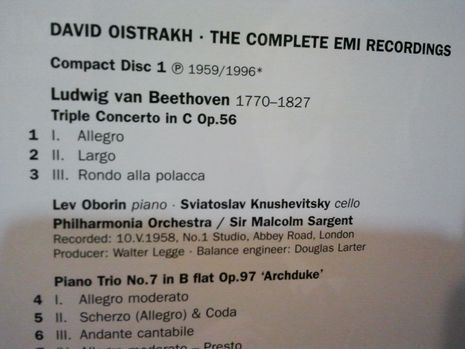 DAVID OISTRAKH · THE COMPLETE EMI RECORDINGS
Compact Disc 1 ℗ 1959/1996*
Ludwig van Beethoven 1770–1827
Triple Concerto in C Op.56
1 I. Allegro
2 II. Largo
3 III. Rondo alla polacca
Lev Oborin piano · Sviatoslav Knushevitsky cello
Philharmonia Orchestra / Sir Malcolm Sargent
Recorded: 10.V.1958, No.1 Studio, Abbey Road, London
Producer: Walter Legge · Balance engineer: Douglas Larter
Piano Trio No.7 in B flat Op.97 'Archduke'
4 I. Allegro moderato
5 II. Scherzo (Allegro) & Coda
6 III. Andante cantabile
Allegro moderato – Presto